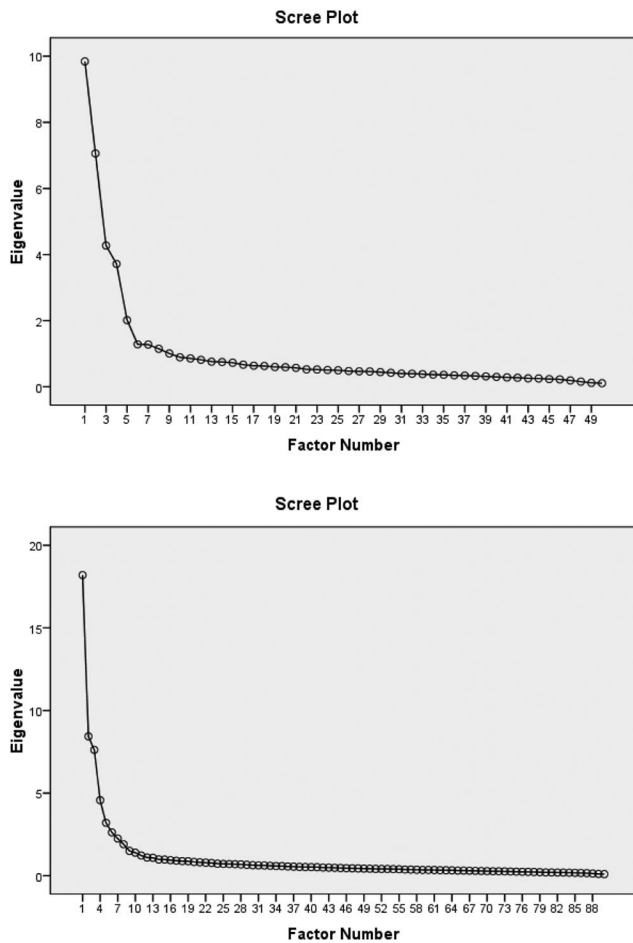 Scree Plot
10
8
6
4
2
0
Eigenvalue
1 3 5 7 9 11 13 15 17 19 21 23 25 27 29 31 33 35 37 39 41 43 45 47 49
Factor Number
Scree Plot
20
15
10
5
0
Eigenvalue
1 4 7 10 13 16 19 22 25 28 31 34 37 40 43 46 49 52 55 58 61 64 67 70 73 76 79 82 85 88
Factor Number